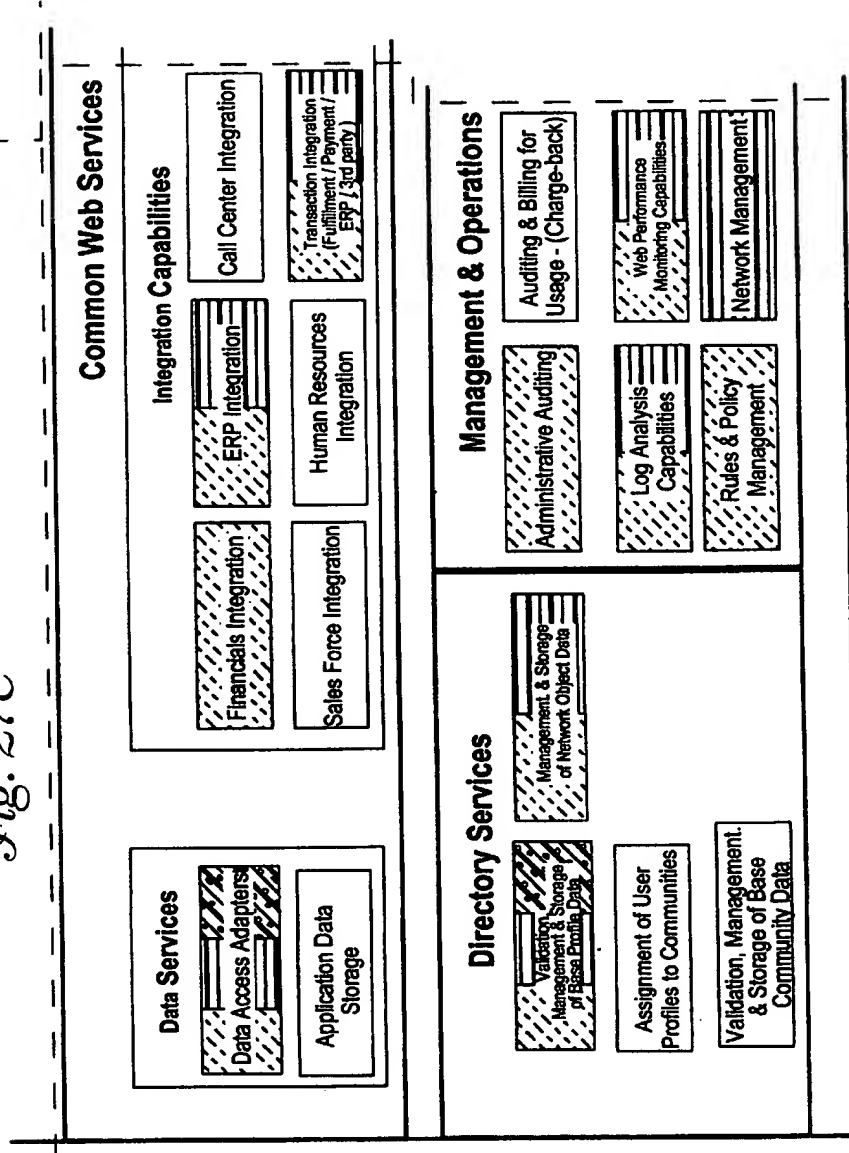 Fig. 27C
Common Web Services
Data Services
Data Access Adapters
Application Data
Storage
Integration Capabilities
Financials Integration
ERP Integration
Call Center Integration
Sales Force Integration
Human Resources
Integration
Transaction Integration
(Fulfillment / Payment /
ERP / 3rd party )
Directory Services
Validation
Management & Storage
of Base Profile Data
Management & Storage
of Network Object Data
Assignment of User
Profiles to Communities
Validation, Management.
& Storage of Base
Community Data
Management & Operations
Administrative Auditing
Auditing & Billing for
Usage - (Charge-back)
Log Analysis
Capabilities
Web Performance
Monitoring Capabilities
Rules & Policy
Management
Network Management